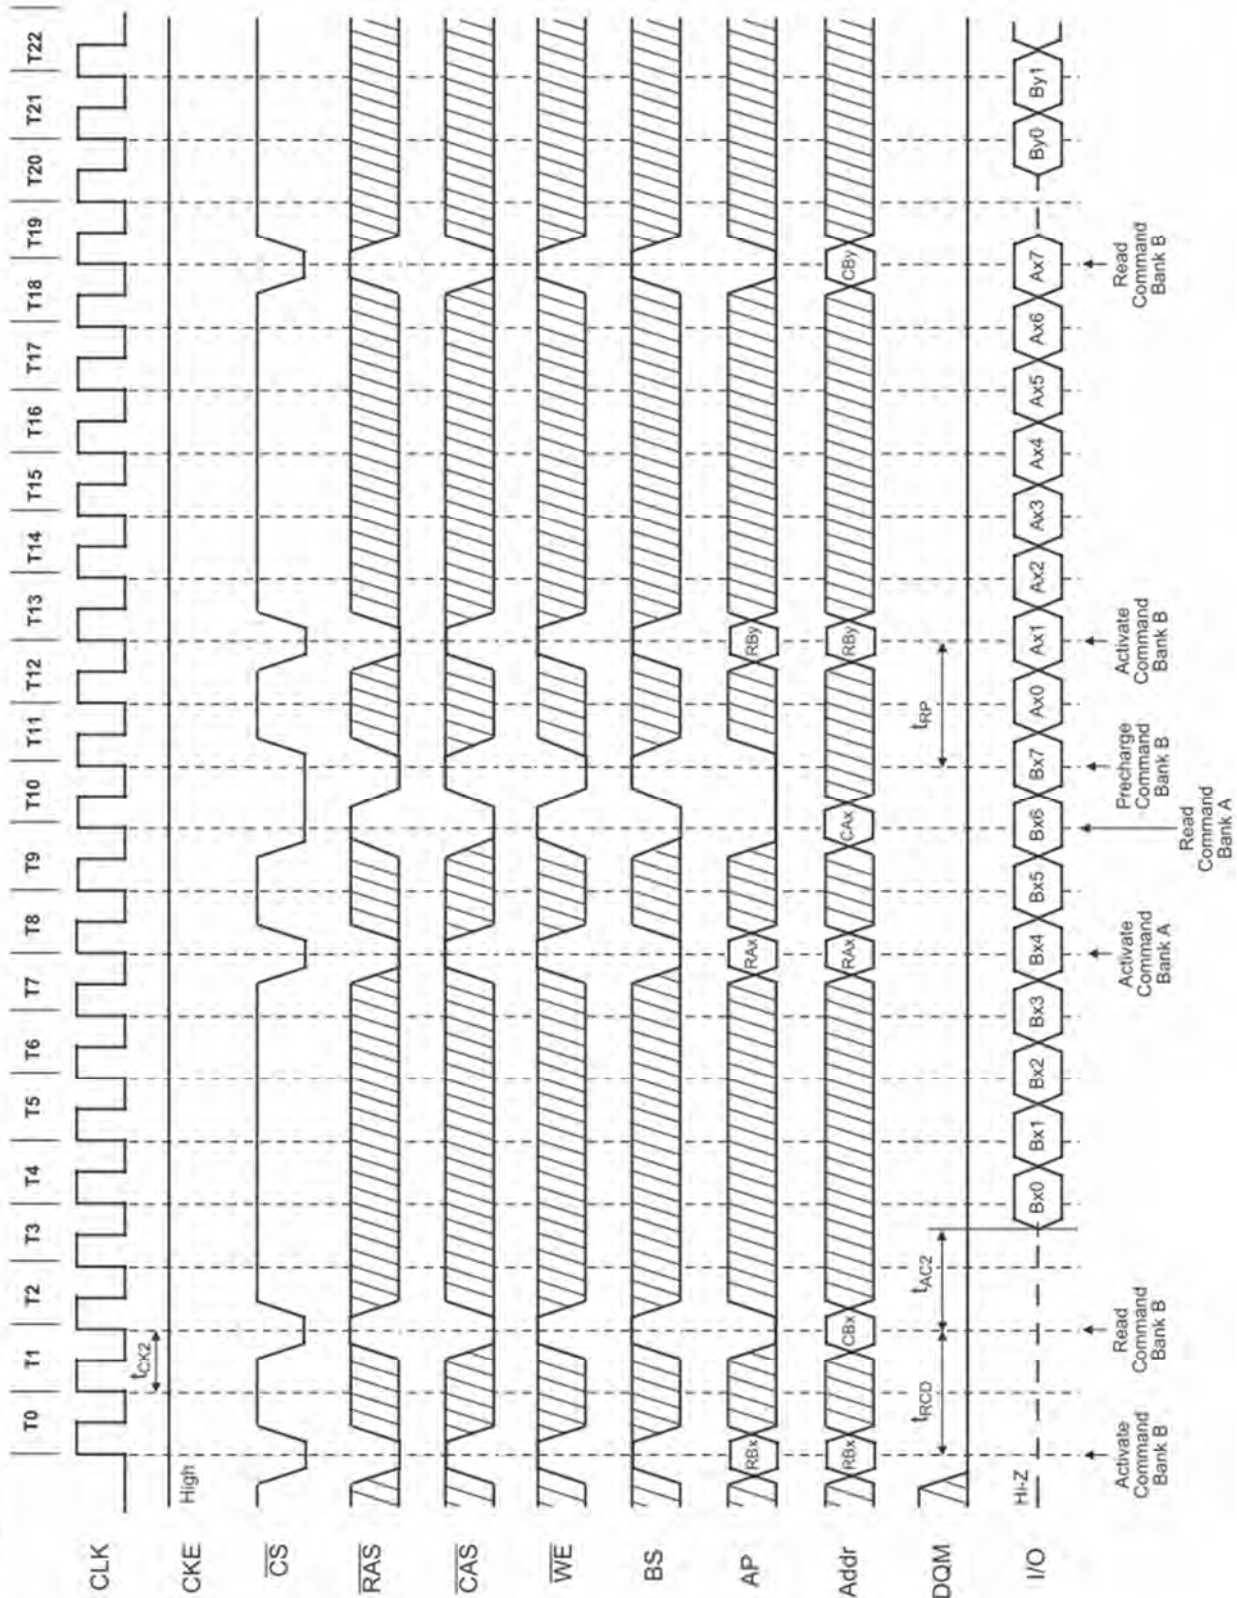 T0 T1 T2 T3 T4 T5 T6 T7 T8 T9 T10 T11 T12 T13 T14 T15 T16 T17 T18 T19 T20 T21 T22
CLK
tCK2
CKE
High
CS
RAS
CAS
WE
BS
AP
RBx RAx RBy
Addr
RBx CBx RAx CAx RBy CBy
DQM
tRCD tAC2 tRP
I/O
Hi-Z
Bx0 Bx1 Bx2 Bx3 Bx4 Bx5 Bx6 Bx7 Ax0 Ax1 Ax2 Ax3 Ax4 Ax5 Ax6 Ax7 By0 By1
Activate
Command
Bank B
Read
Command
Bank B
Activate
Command
Bank A
Read
Command
Bank A
Precharge
Command
Bank B
Activate
Command
Bank B
Read
Command
Bank B